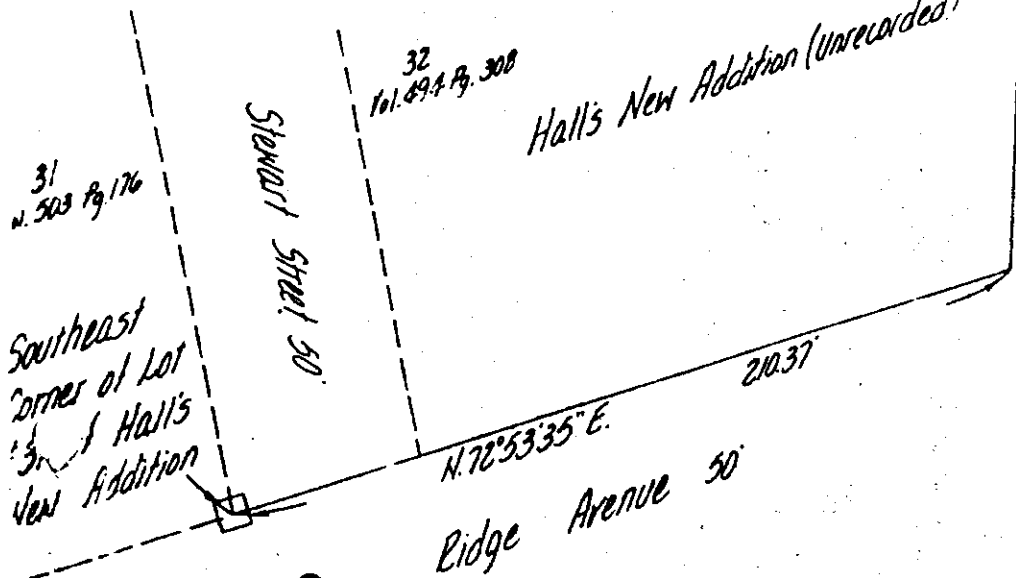 32
Vol. 494 Pg. 308
Hall's New Addition (Unrecorded)
31
503 Pg. 176
Stewart Street 50'
Southeast
Corner of Lot
Hall's
New Addition
210.37'
N. 72° 53' 35" E.
Ridge Avenue 50'